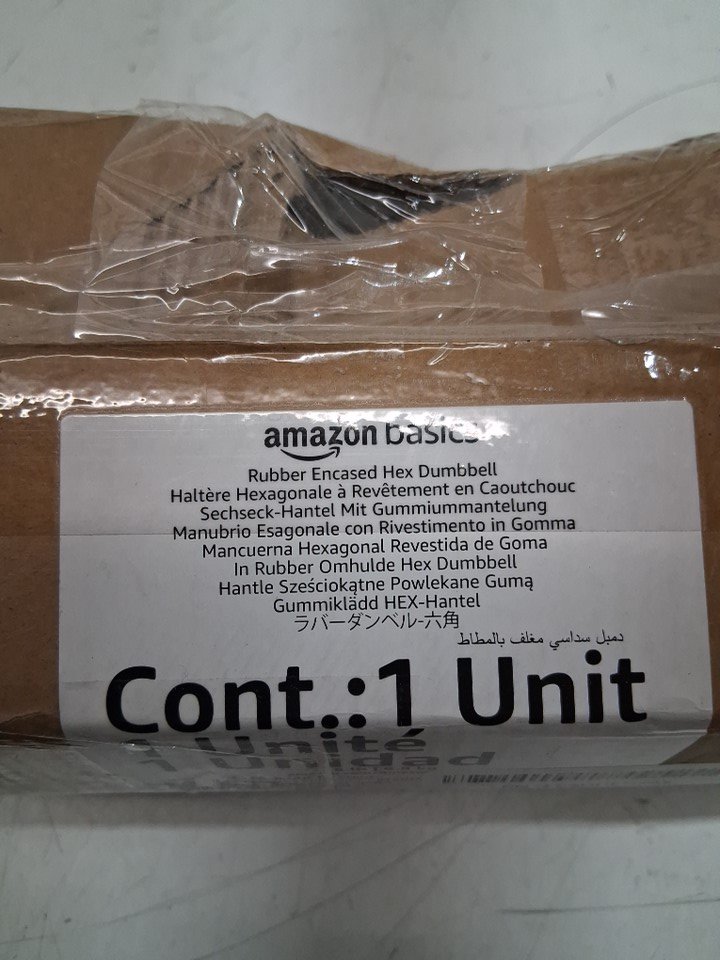 amazon basics
Rubber Encased Hex Dumbbell
Haltère Hexagonale à Revêtement en Caoutchouc
Sechseck-Hantel Mit Gummiummantelung
Manubrio Esagonale con Rivestimento in Gomma
Mancuerna Hexagonal Revestida de Goma
In Rubber Omhulde Hex Dumbbell
Hantle Sześciokątne Powlekane Gumą
Gummiklädd HEX-Hantel
ラバーダンベル-六角
دمبل سداسي مغلف بالمطاط
Cont.:1 Unit
1 Unité
1 Unidad